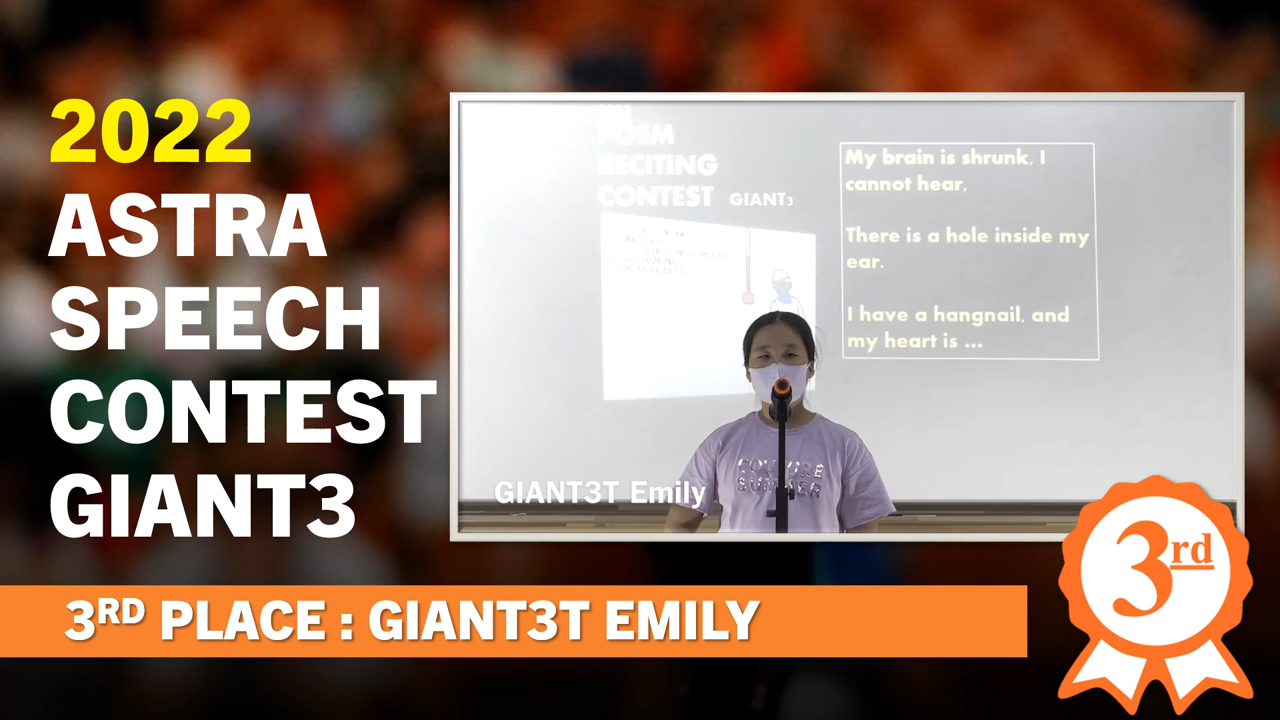 2022
ASTRA
SPEECH
CONTEST
GIANT3
POEM
RECITING
CONTEST GIANT3
My brain is shrunk, I
cannot hear,
There is a hole inside my
ear.
I have a hangnail, and
my heart is ...
GIANT3T Emily
3rd
3RD PLACE : GIANT3T EMILY